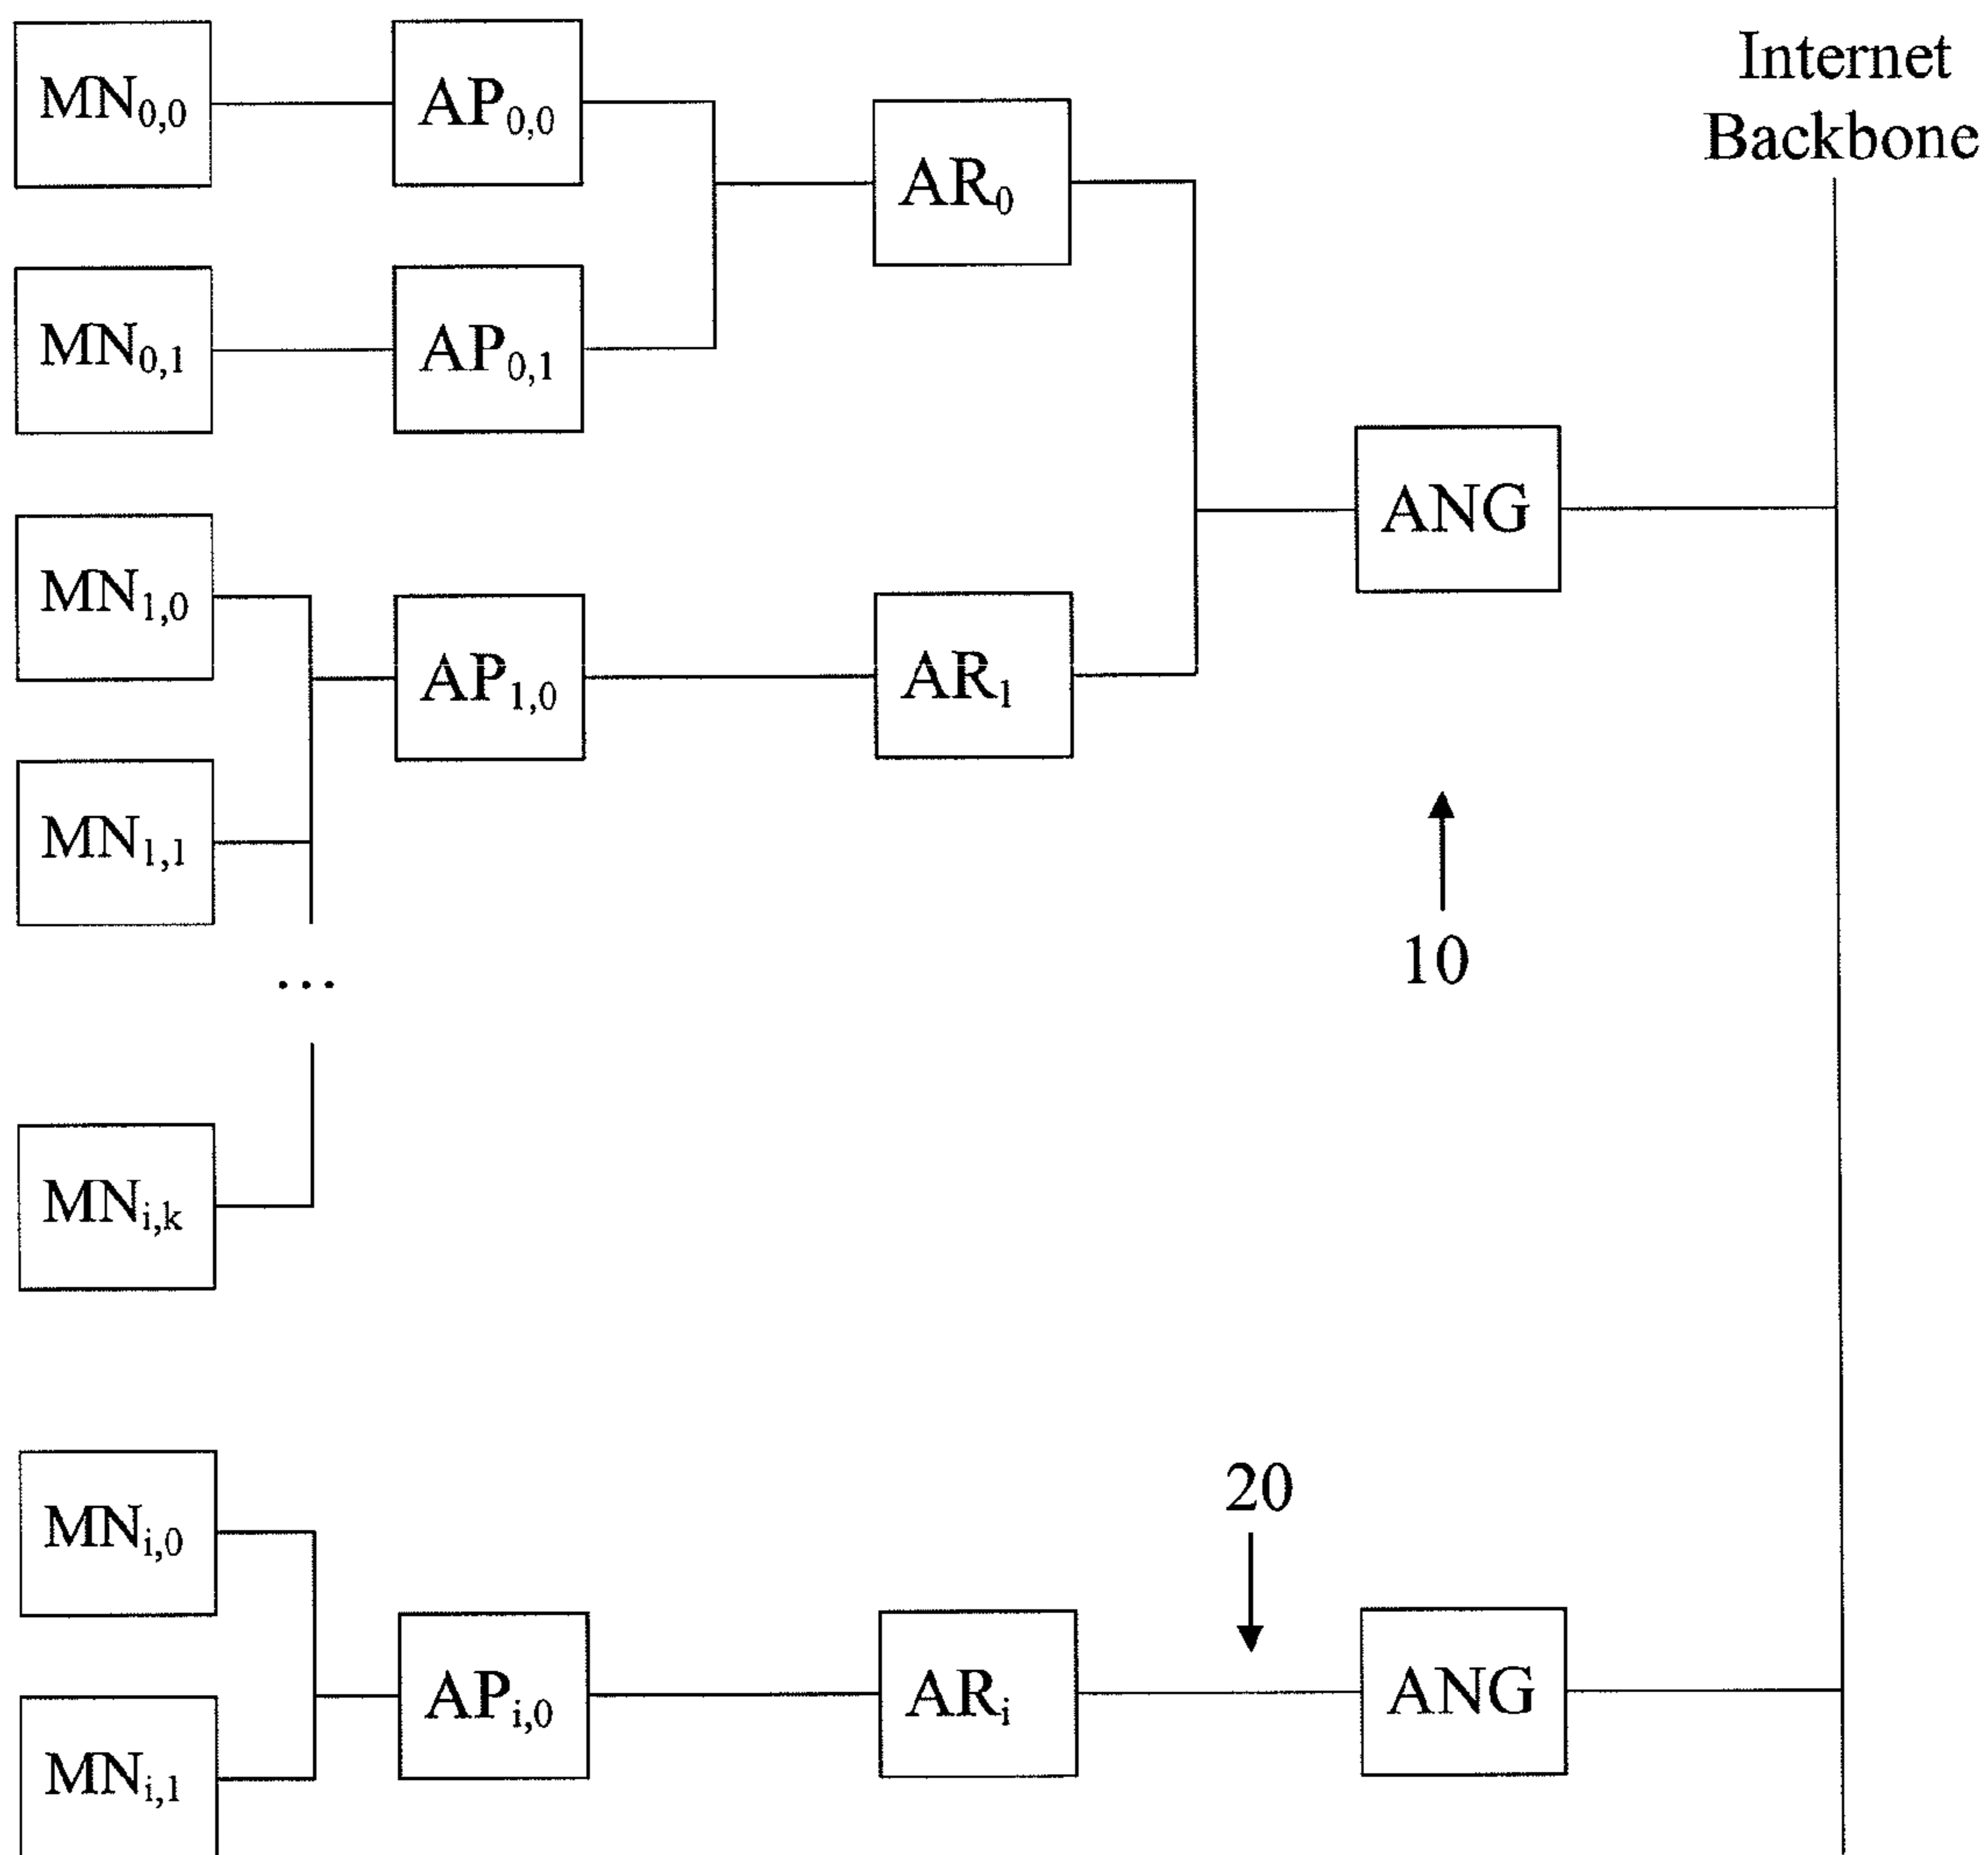 Internet
Backbone
MN0,0
AP0,0
AR0
MN0,1
AP0,1
ANG
MN1,0
AP1,0
AR1
MN1,1
10
...
MNi,k
20
MNi,0
APi,0
ARi
ANG
MNi,1